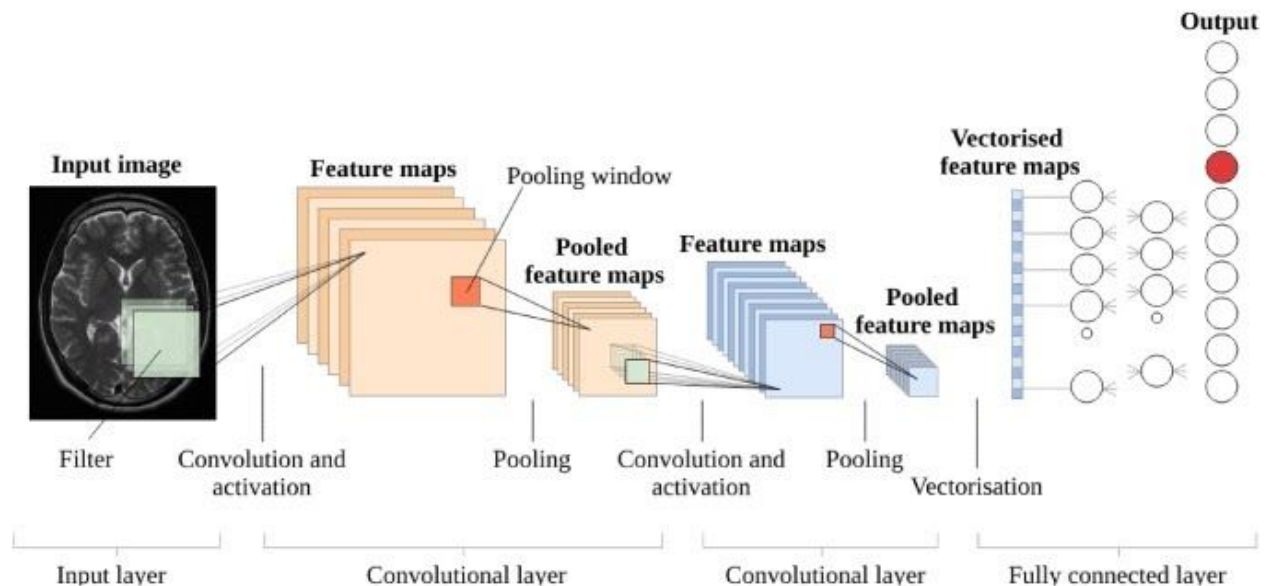 Output
Input image
Feature maps
Pooling window
Pooled
feature maps
Feature maps
Pooled
feature maps
Vectorised
feature maps
Filter
Convolution and
activation
Pooling
Convolution and
activation
Pooling
Vectorisation
Input layer
Convolutional layer
Convolutional layer
Fully connected layer